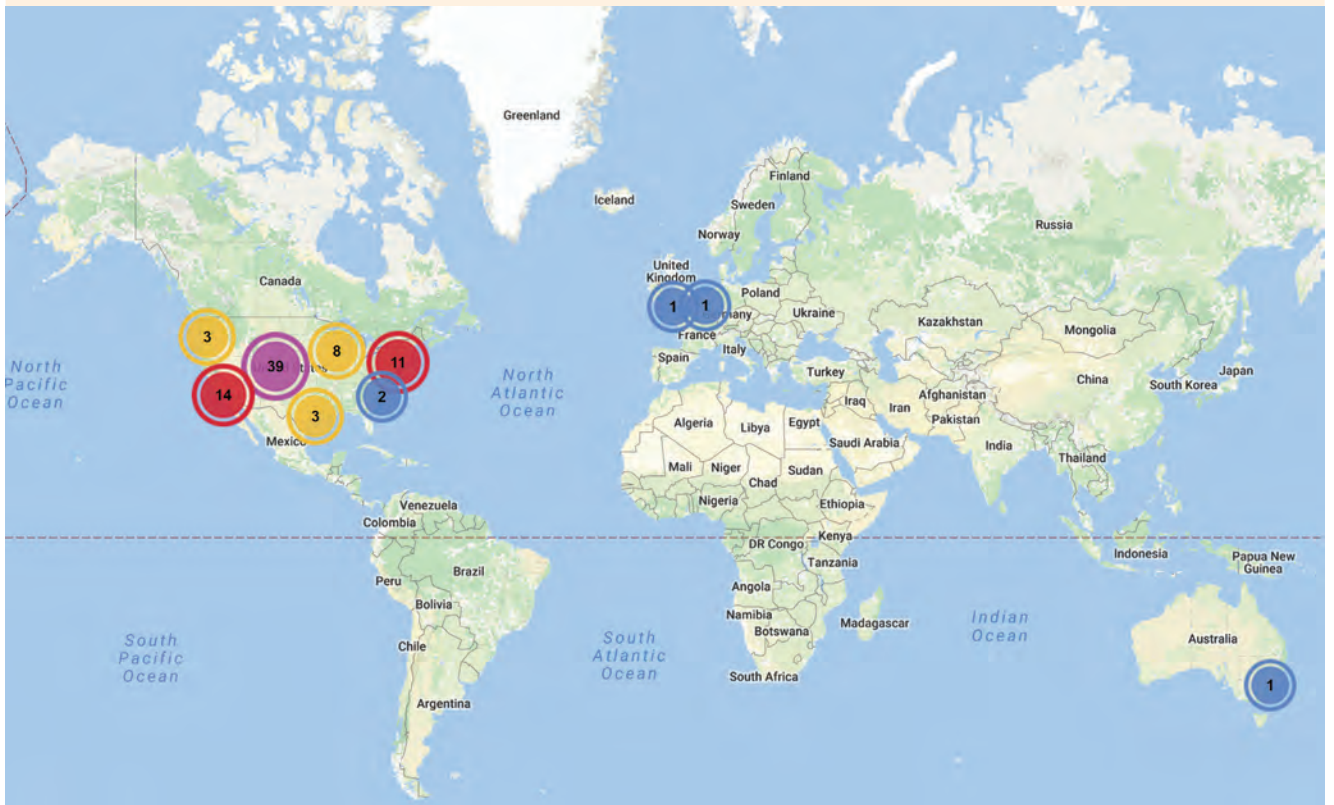 Greenland
Finland
Iceland
Sweden
Russia
Norway
Canada
United
Kingdom
Poland
1
1
Ukraine
Kazakhstan
Mongolia
France
3
8
11
39
Italy
Spain
Turkey
North
Pacific
Ocean
North
Atlantic
Ocean
China
Japan
South Korea
14
2
3
Afghanistan
Iraq
Iran
Pakistan
Algeria
Libya
Egypt
Saudi Arabia
India
Mexico
Mali
Niger
Sudan
Thailand
Chad
Nigeria
Ethiopia
Venezuela
Colombia
Kenya
DR Congo
Indonesia
Papua New
Guinea
Tanzania
Peru
Brazil
Angola
Bolivia
Namibia
Madagascar
Botswana
Indian
Ocean
South
Pacific
Ocean
South
Atlantic
Ocean
Chile
Australia
South Africa
1
Argentina